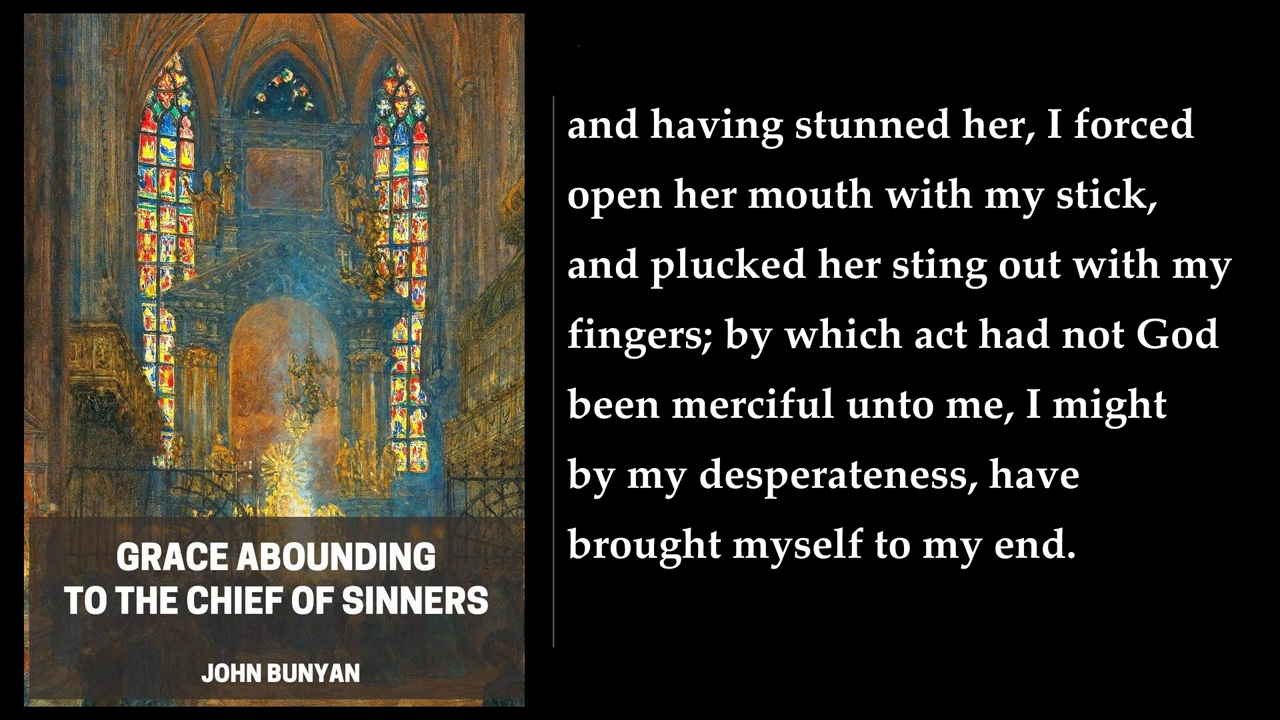 GRACE ABOUNDING
TO THE CHIEF OF SINNERS
JOHN BUNYAN
and having stunned her, I forced
open her mouth with my stick,
and plucked her sting out with my
fingers; by which act had not God
been merciful unto me, I might
by my desperateness, have
brought myself to my end.